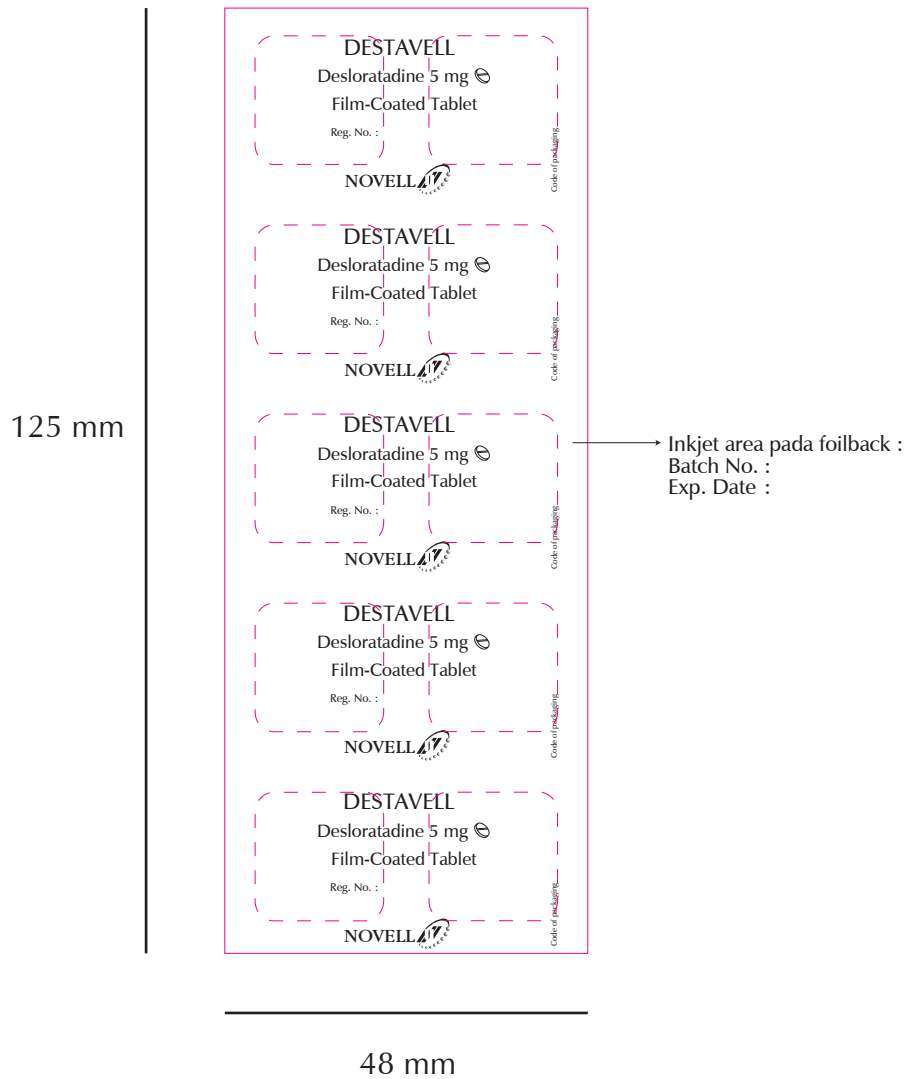 DESTAVELL
Desloratadine 5 mg
Film-Coated Tablet
Reg. No. :
Code of packaging
NOVELL
DESTAVELL
Desloratadine 5 mg
Film-Coated Tablet
Reg. No. :
Code of packaging
NOVELL
125 mm
DESTAVELL
Desloratadine 5 mg
Film-Coated Tablet
Reg. No. :
Code of packaging
NOVELL
Inkjet area pada foilback :
Batch No. :
Exp. Date :
DESTAVELL
Desloratadine 5 mg
Film-Coated Tablet
Reg. No. :
Code of packaging
NOVELL
DESTAVELL
Desloratadine 5 mg
Film-Coated Tablet
Reg. No. :
Code of packaging
NOVELL
48 mm